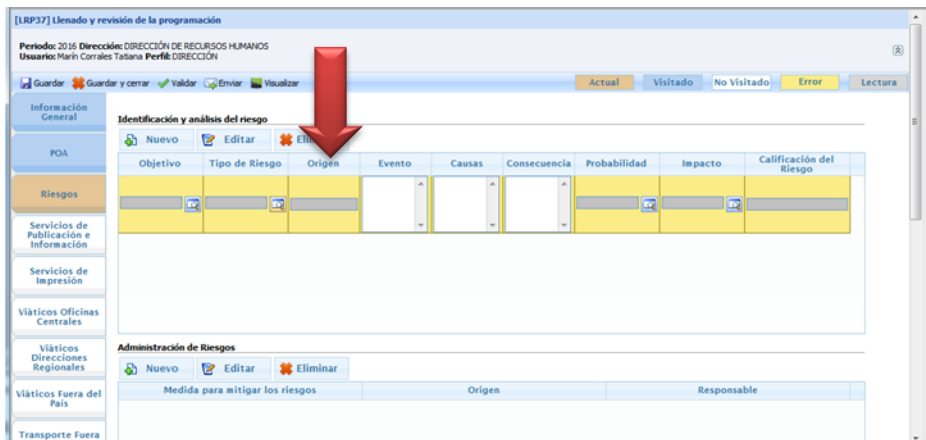 [LRP37] Llenado y revisión de la programación
Periodo: 2016 Dirección: DIRECCIÓN DE RECURSOS HUMANOS
Usuario: Marín Corrales Tatiana Perfil: DIRECCIÓN
Guardar Guardar y cerrar Validar Enviar Visualizar Actual Visitado No Visitado Error Lectura
Información
General
POA
Riesgos
Servicios de
Publicación e
Información
Servicios de
Impresión
Viáticos Oficinas
Centrales
Viáticos
Direcciones
Regionales
Viáticos Fuera del
País
Transporte Fuera
Identificación y análisis del riesgo
Nuevo Editar
Objetivo Tipo de Riesgo Origen Evento Causas Consecuencia Probabilidad Impacto Calificación del
Riesgo
Administración de Riesgos
Nuevo Editar Eliminar
Medida para mitigar los riesgos Origen Responsable